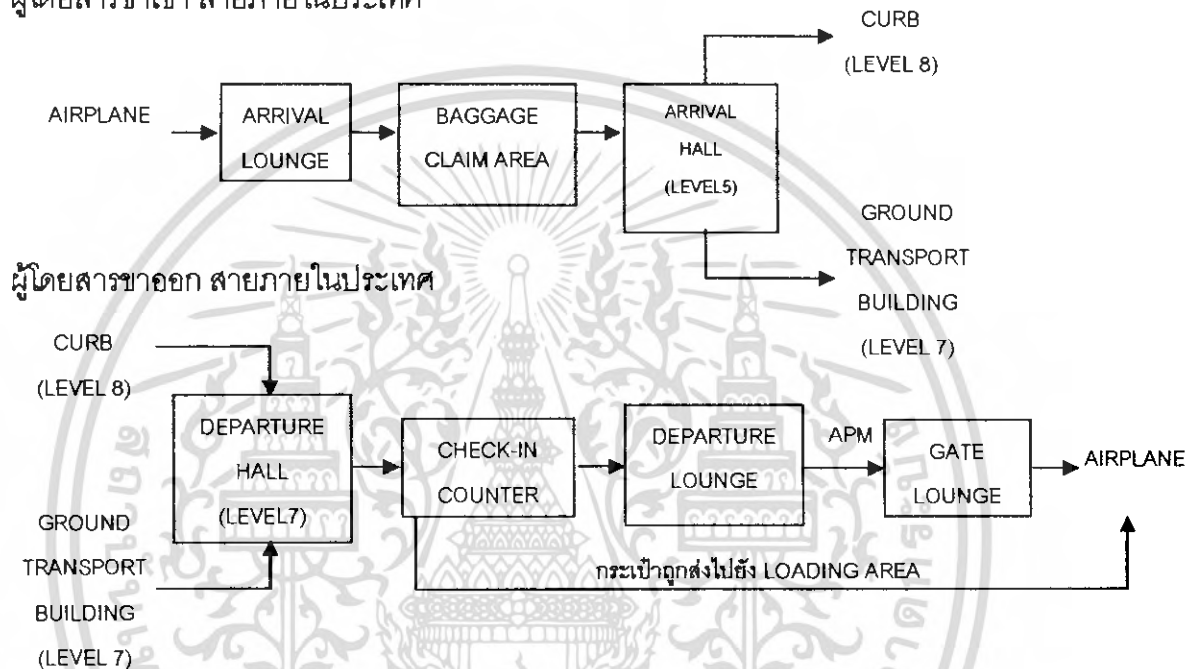 ผู้โดยสารขาเข้า สายภายในประเทศ
AIRPLANE
ARRIVAL
LOUNGE
BAGGAGE
CLAIM AREA
ARRIVAL
HALL
(LEVEL5)
CURB
(LEVEL 8)
GROUND
TRANSPORT
BUILDING
(LEVEL 7)
ผู้โดยสารขาออก สายภายในประเทศ
CURB
(LEVEL 8)
GROUND
TRANSPORT
BUILDING
(LEVEL 7)
DEPARTURE
HALL
(LEVEL7)
CHECK-IN
COUNTER
DEPARTURE
LOUNGE
APM
GATE
LOUNGE
AIRPLANE
กระเป๋าถูกส่งไปยัง LOADING AREA